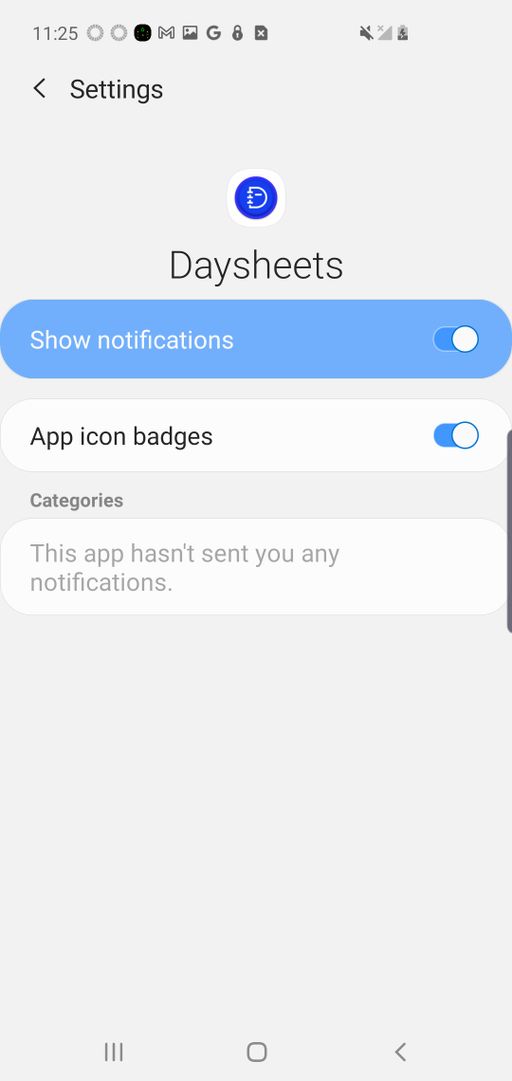 11:25
Settings
Daysheets
Show notifications
App icon badges
Categories
This app hasn't sent you any
notifications.